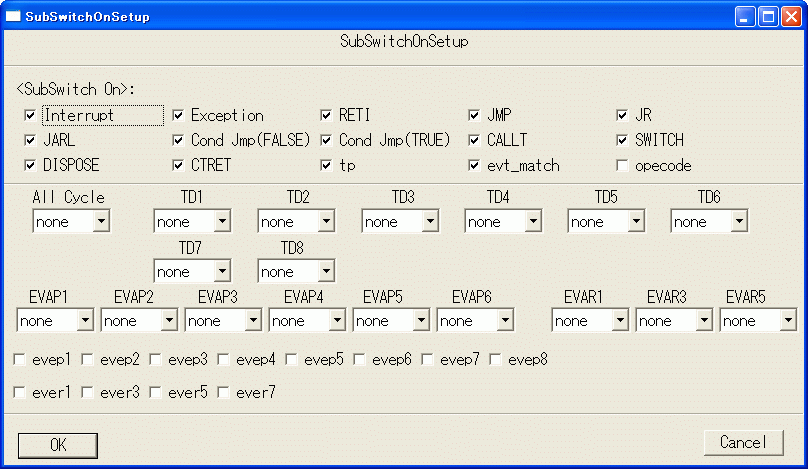 SubSwitchOnSetup
SubSwitchOnSetup
<SubSwitch On>:
Interrupt Exception RETI JMP JR
JARL Cond Jmp(FALSE) Cond Jmp(TRUE) CALLT SWITCH
DISPOSE CTRET tp evt_match opecode
All Cycle TD1 TD2 TD3 TD4 TD5 TD6
none none none none none none none
TD7 TD8
none none
EVAP1 EVAP2 EVAP3 EVAP4 EVAP5 EVAP6 EVAR1 EVAR3 EVAR5
none none none none none none none none none
evep1 evep2 evep3 evep4 evep5 evep6 evep7 evep8
ever1 ever3 ever5 ever7
OK Cancel